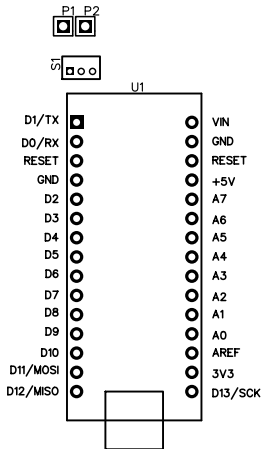 P1 P2
S1
U1
D1/TX VIN
D0/RX GND
RESET RESET
GND +5V
D2 A7
D3 A6
D4 A5
D5 A4
D6 A3
D7 A2
D8 A1
D9 A0
D10 AREF
D11/MOSI 3V3
D12/MISO D13/SCK